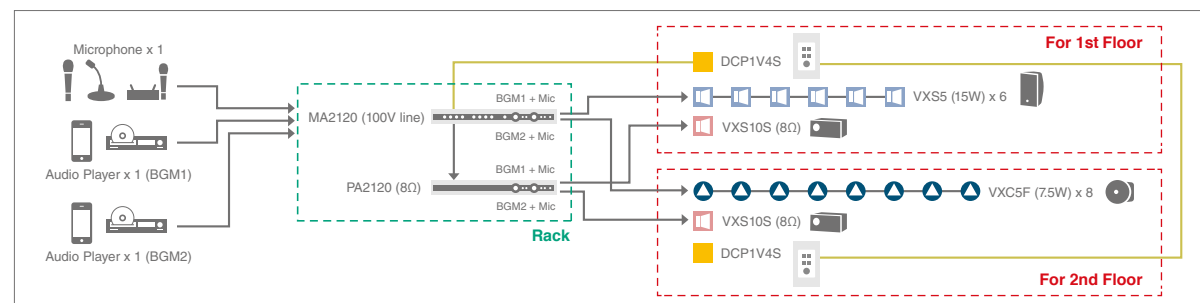 Microphone x 1
Audio Player x 1 (BGM1)
Audio Player x 1 (BGM2)
MA2120 (100V line)
BGM1 + Mic
BGM2 + Mic
PA2120 (8Ω)
BGM1 + Mic
BGM2 + Mic
Rack
For 1st Floor
DCP1V4S
VXS5 (15W) x 6
VXS10S (8Ω)
VXC5F (7.5W) x 8
VXS10S (8Ω)
DCP1V4S
For 2nd Floor